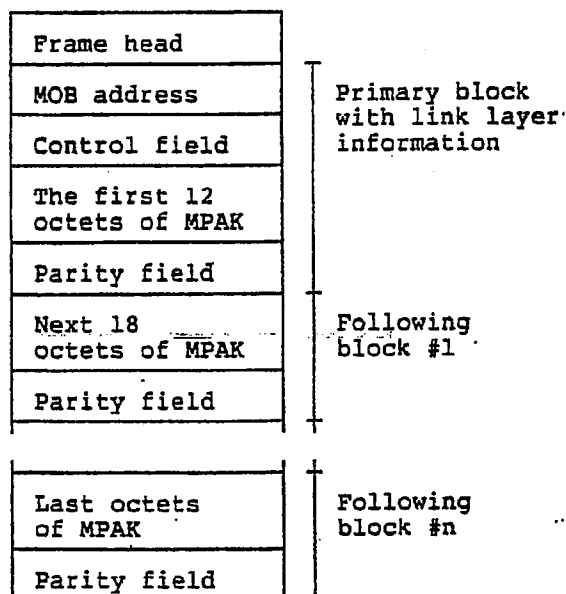 Frame head
MOB address
Control field
The first 12
octets of MPAK
Parity field
Next 18
octets of MPAK
Parity field
Last octets
of MPAK
Parity field
Primary block
with link layer
information
Following
block #1
Following
block #n